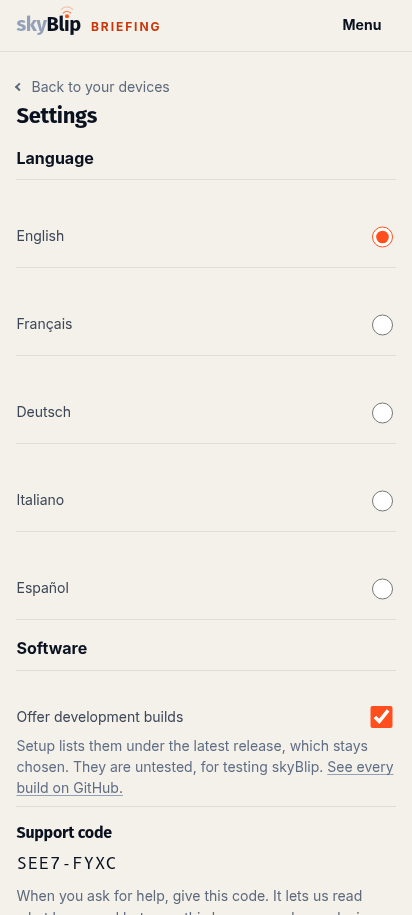 skyBlip BRIEFING Menu
Back to your devices
Settings
Language
English
Français
Deutsch
Italiano
Español
Software
Offer development builds
Setup lists them under the latest release, which stays
chosen. They are untested, for testing skyBlip. See every
build on GitHub.
Support code
SEE7-FYXC
When you ask for help, give this code. It lets us read